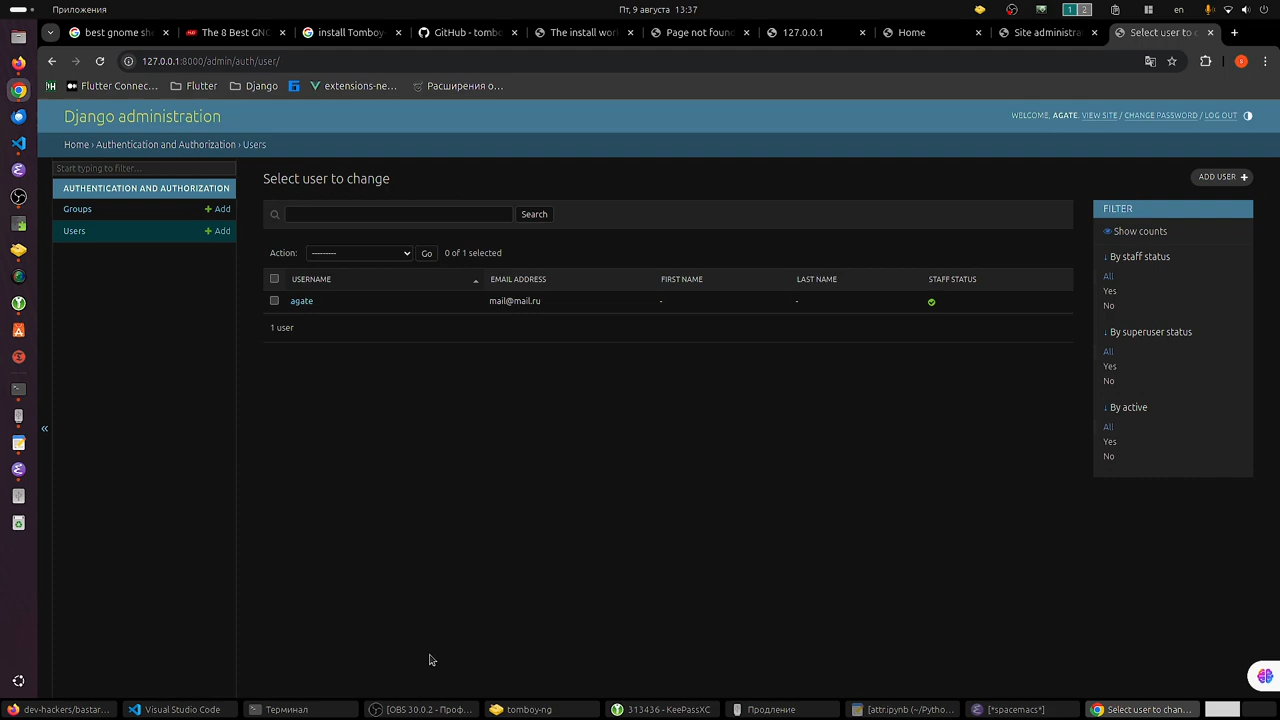 Приложения
Пт, 9 августа 13:37
1 2
en
best gnome she
The 8 Best GNO
install Tomboy-
GitHub - tombo
The install worl
Page not found
127.0.0.1
Home
Site administra
Select user to c
127.0.0.1:8000/admin/auth/user/
S
Flutter Connec...
Flutter
Django
extensions-ne...
Расширения о...
Django administration
WELCOME, AGATE. VIEW SITE / CHANGE PASSWORD / LOG OUT
Home › Authentication and Authorization › Users
Start typing to filter...
AUTHENTICATION AND AUTHORIZATION
Groups
+ Add
Users
+ Add
Select user to change
ADD USER +
Search
Action:
---------
Go
0 of 1 selected
USERNAME
EMAIL ADDRESS
FIRST NAME
LAST NAME
STAFF STATUS
agate
mail@mail.ru
-
-
1 user
FILTER
Show counts
↓ By staff status
All
Yes
No
↓ By superuser status
All
Yes
No
↓ By active
All
Yes
No
«
dev-hackers/bastar...
Visual Studio Code
Терминал
[OBS 30.0.2 - Проф...
tomboy-ng
313436 - KeePassXC
Продление
[attr.ipynb (~/Pytho...
[*spacemacs*]
Select user to chan...